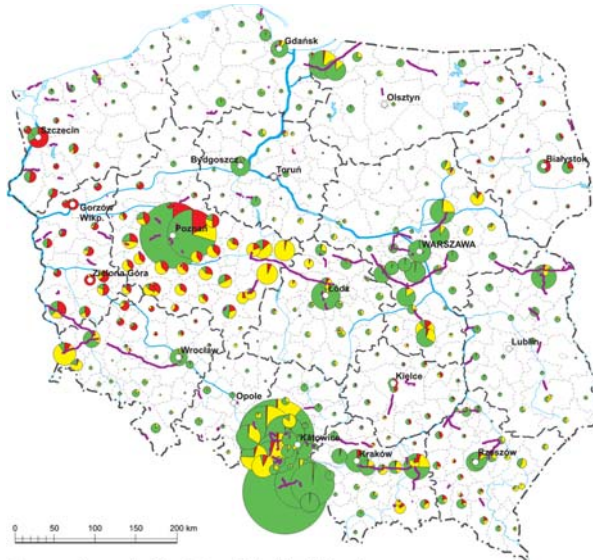 Gdańsk
Olsztyn
Szczecin
Bydgoszcz
Białystok
Toruń
Gorzów
Wlkp.
Poznań
WARSZAWA
Zielona Góra
Łódź
Wrocław
Lublin
Kielce
Opole
Katowice
Kraków
Rzeszów
0 50 100 200 km